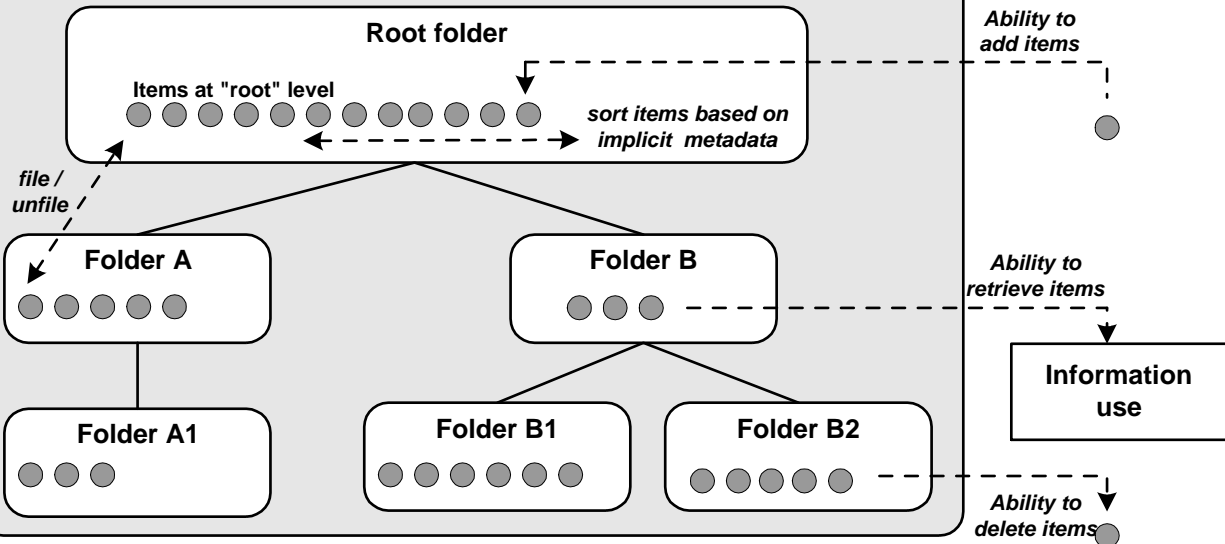 Root folder
Items at "root" level
sort items based on
implicit metadata
Ability to
add items
file /
unfile
Folder A
Folder B
Ability to
retrieve items
Information
use
Folder A1
Folder B1
Folder B2
Ability to
delete items